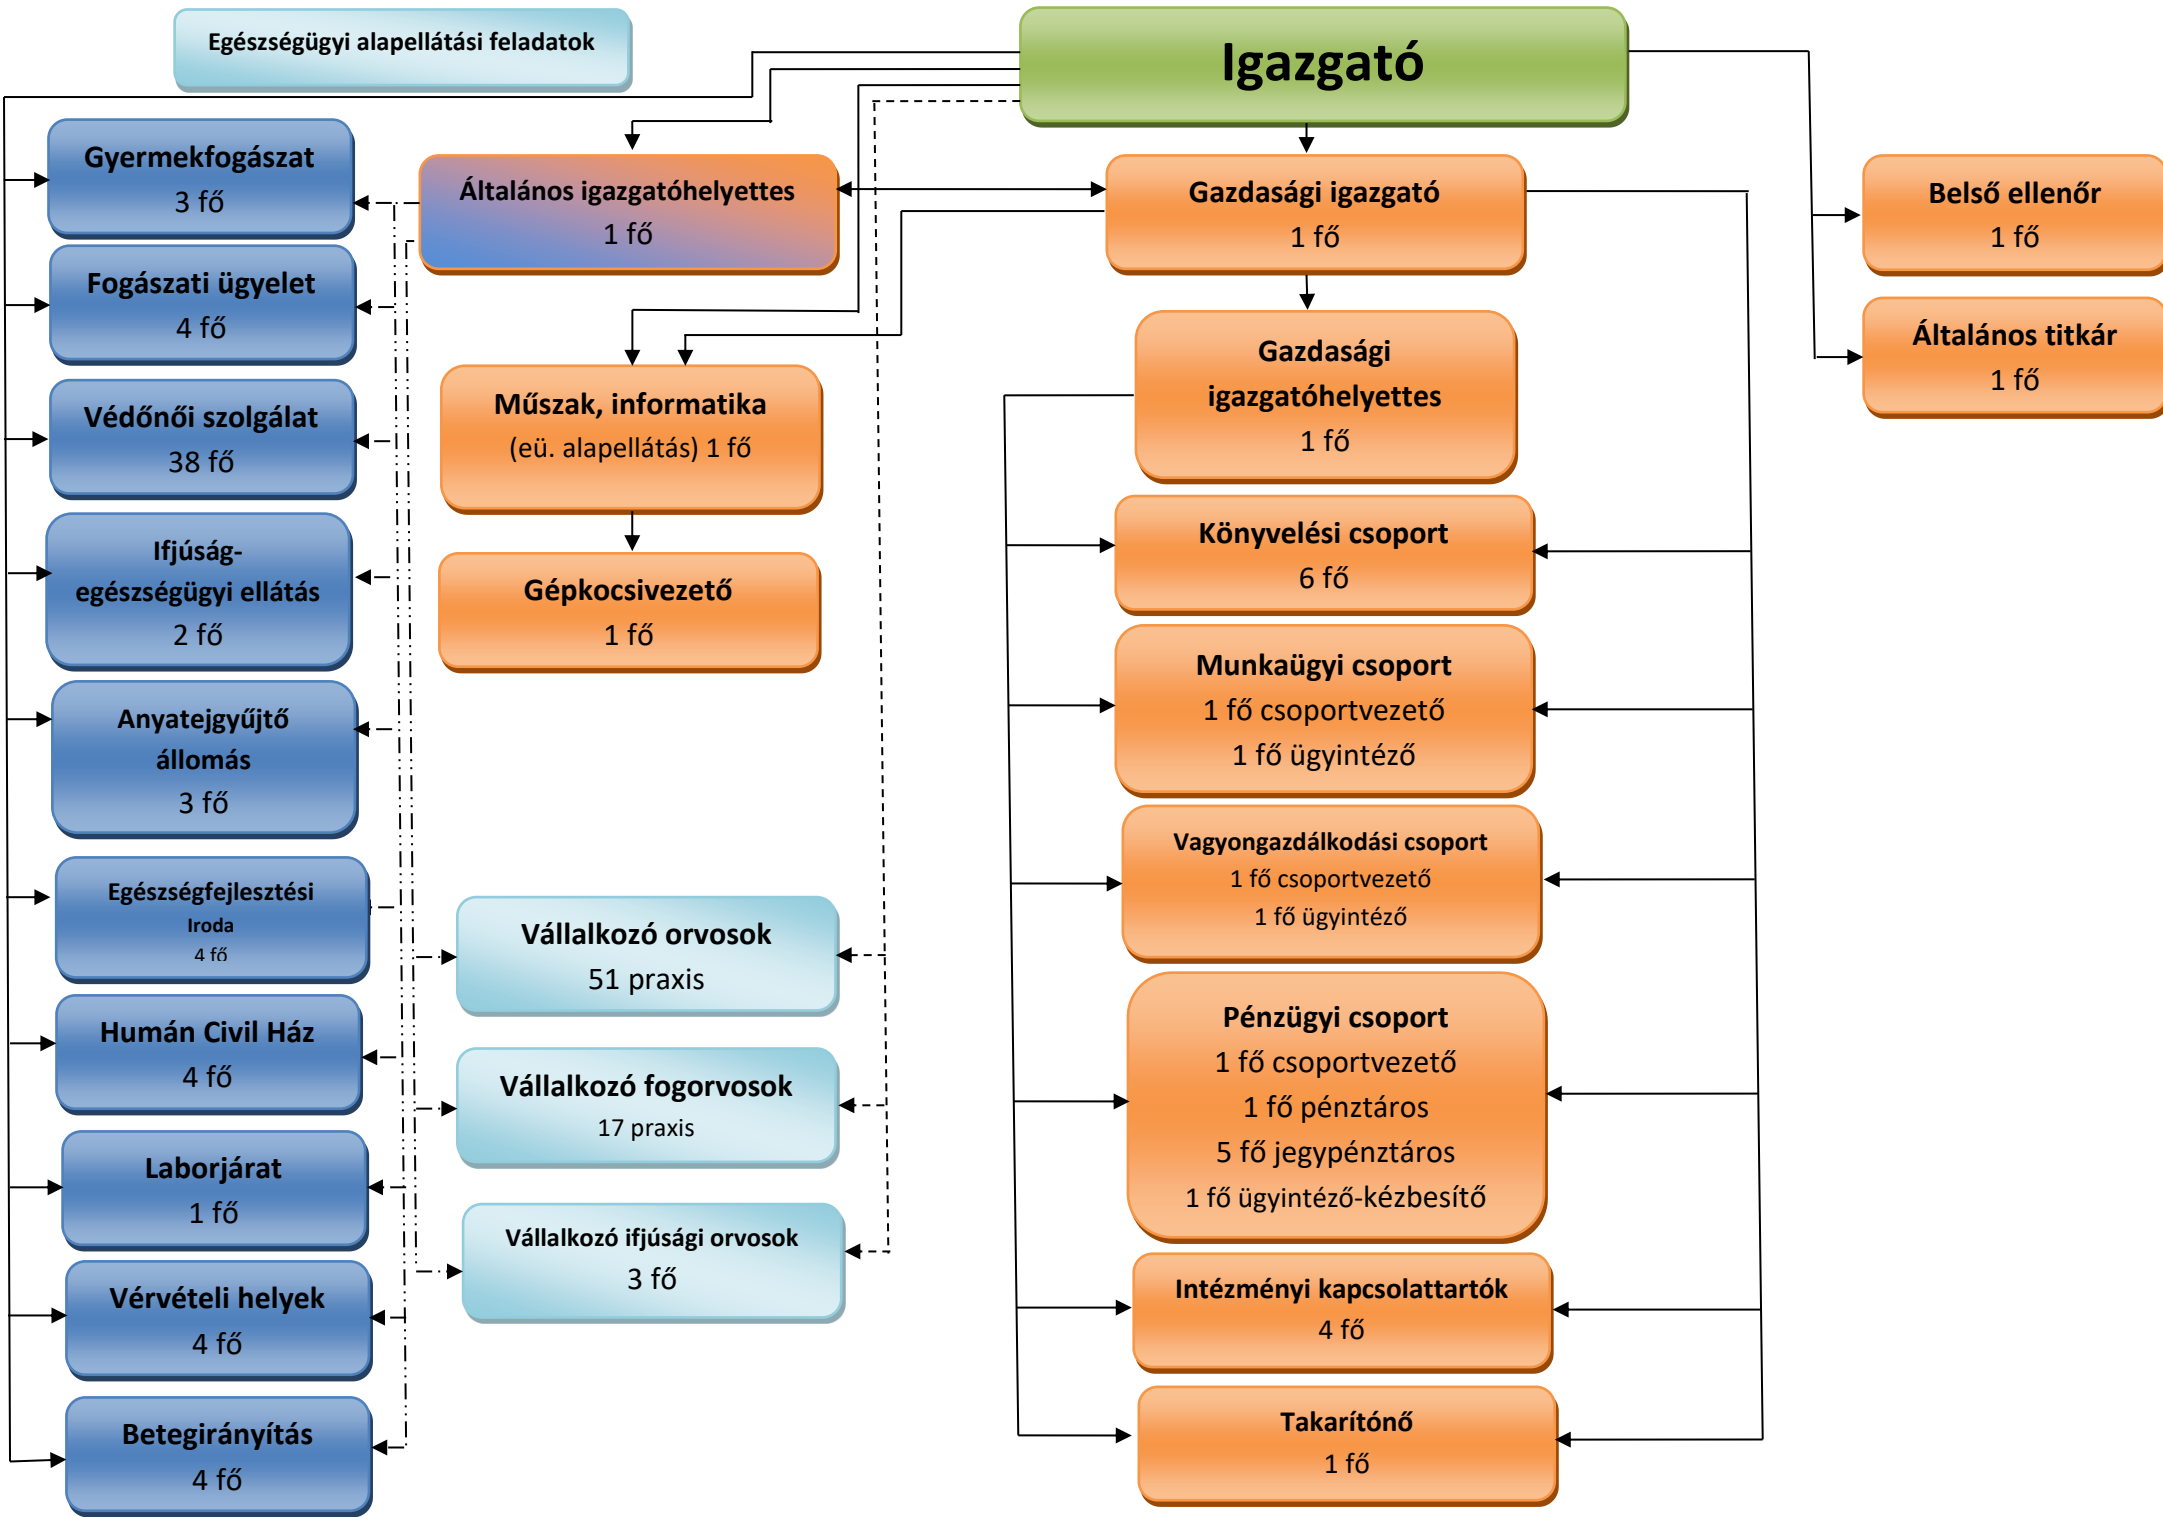 Egészségügyi alapellátási feladatok
Igazgató
Gyermekfogászat
3 fő
Fogászati ügyelet
4 fő
Védőnői szolgálat
38 fő
Ifjúság-
egészségügyi ellátás
2 fő
Anyatejgyűjtő
állomás
3 fő
Egészségfejlesztési
Iroda
4 fő
Humán Civil Ház
4 fő
Laborjárat
1 fő
Vérvételi helyek
4 fő
Betegirányítás
4 fő
Általános igazgatóhelyettes
1 fő
Műszak, informatika
(eü. alapellátás) 1 fő
Gépkocsivezető
1 fő
Vállalkozó orvosok
51 praxis
Vállalkozó fogorvosok
17 praxis
Vállalkozó ifjúsági orvosok
3 fő
Gazdasági igazgató
1 fő
Gazdasági
igazgatóhelyettes
1 fő
Könyvelési csoport
6 fő
Munkaügyi csoport
1 fő csoportvezető
1 fő ügyintéző
Vagyongazdálkodási csoport
1 fő csoportvezető
1 fő ügyintéző
Pénzügyi csoport
1 fő csoportvezető
1 fő pénztáros
5 fő jegypénztáros
1 fő ügyintéző-kézbesítő
Intézményi kapcsolattartók
4 fő
Takarítónő
1 fő
Belső ellenőr
1 fő
Általános titkár
1 fő